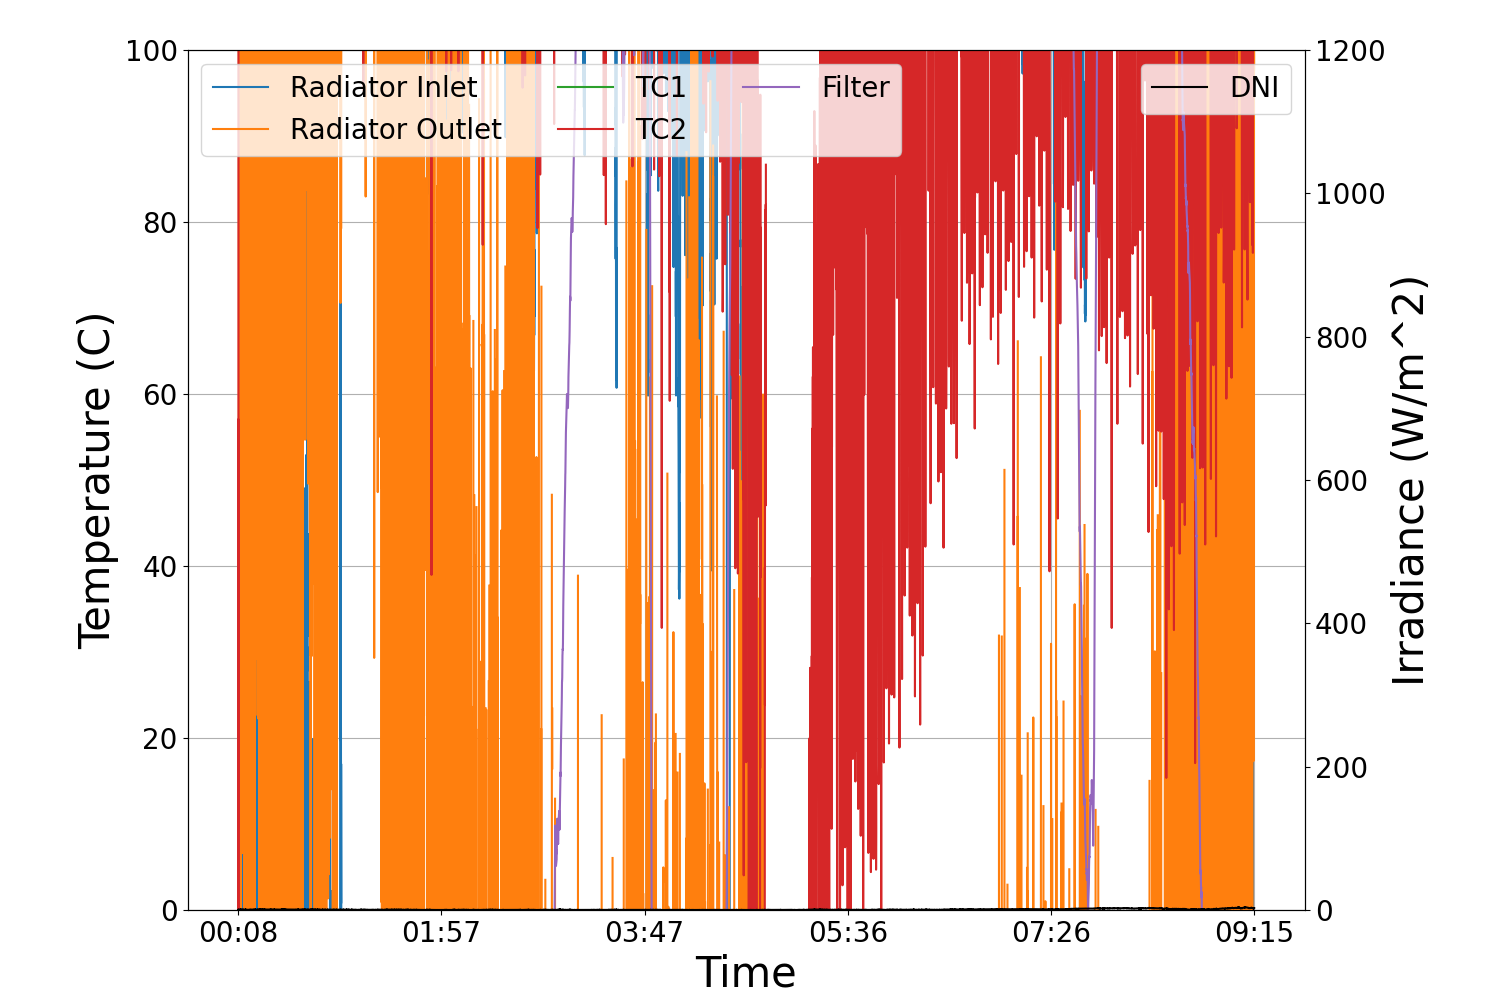 100
80
60
40
20
0
Temperature (C)
Radiator Inlet
Radiator Outlet
TC1
TC2
Filter
DNI
1200
1000
800
600
400
200
0
Irradiance (W/m^2)
00:08 01:57 03:47 05:36 07:26 09:15
Time